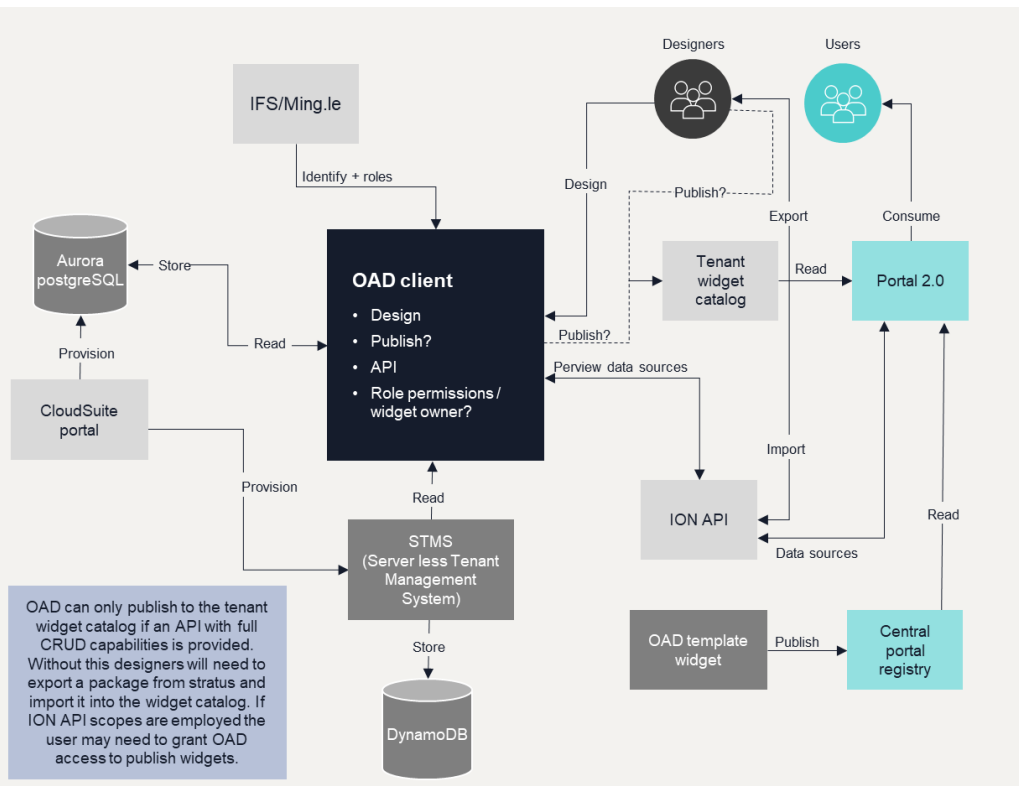 Designers
Users
IFS/Ming.le
Identify + roles
Design
Publish?
Export
Consume
Aurora
postgreSQL
Store
Read
Provision
CloudSuite
portal
Provision
OAD client
• Design
• Publish?
• API
• Role permissions /
widget owner?
Publish?
Tenant
widget
catalog
Read
Portal 2.0
Perview data sources
Import
ION API
Data sources
Read
Read
STMS
(Server less Tenant
Management
System)
Store
DynamoDB
OAD template
widget
Publish
Central
portal
registry
OAD can only publish to the tenant
widget catalog if an API with full
CRUD capabilities is provided.
Without this designers will need to
export a package from stratus and
import it into the widget catalog. If
ION API scopes are employed the
user may need to grant OAD
access to publish widgets.